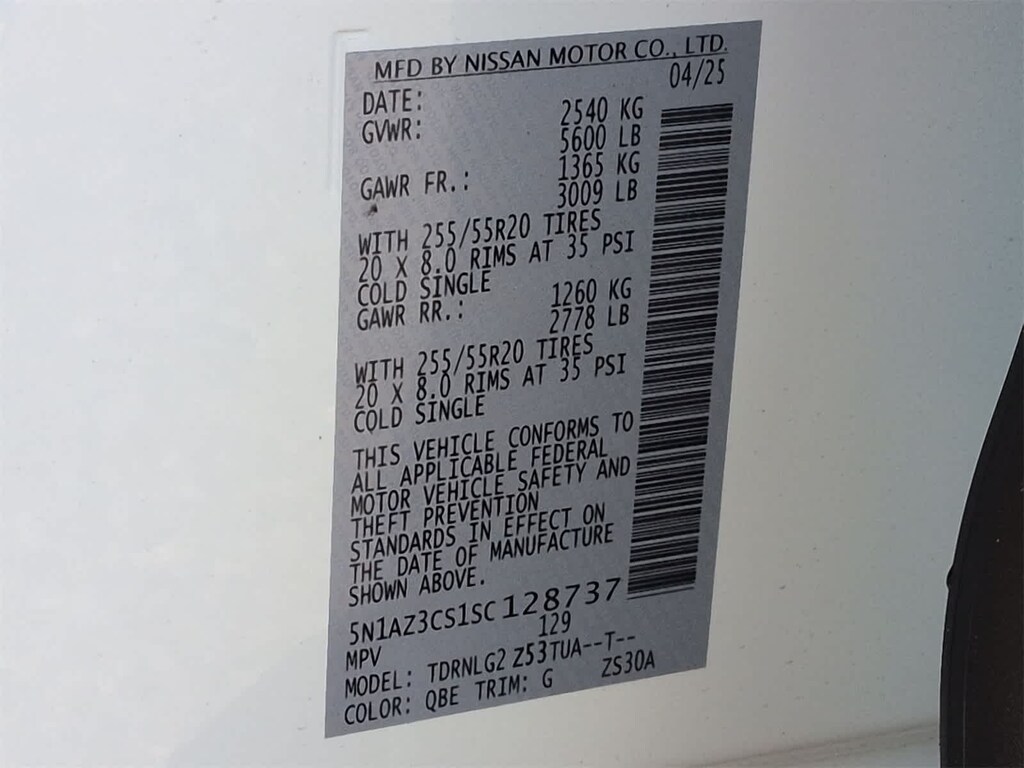 MFD BY NISSAN MOTOR CO., LTD.
DATE: 04/25
GVWR: 2540 KG
5600 LB
GAWR FR.: 1365 KG
3009 LB
WITH 255/55R20 TIRES
20 X 8.0 RIMS AT 35 PSI
COLD SINGLE
GAWR RR.: 1260 KG
2778 LB
WITH 255/55R20 TIRES
20 X 8.0 RIMS AT 35 PSI
COLD SINGLE
THIS VEHICLE CONFORMS TO
ALL APPLICABLE FEDERAL
MOTOR VEHICLE SAFETY AND
THEFT PREVENTION
STANDARDS IN EFFECT ON
THE DATE OF MANUFACTURE
SHOWN ABOVE.
5N1AZ3CS1SC128737
MPV 129
MODEL: TDRNLG2 Z53TUA--T--
COLOR: QBE TRIM: G ZS30A